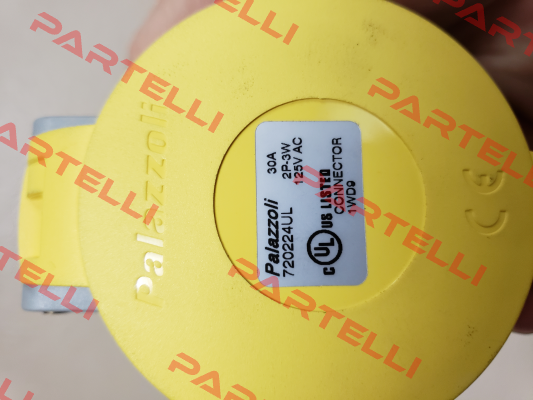 Palazzoli
Palazzoli
720224UL
30A
2P-3W
125V AC
C UL US LISTED
CONNECTOR
1WD9
CE
PARTELLI
PARTELLI
PARTELLI
PARTELLI
PARTELLI
PARTELLI